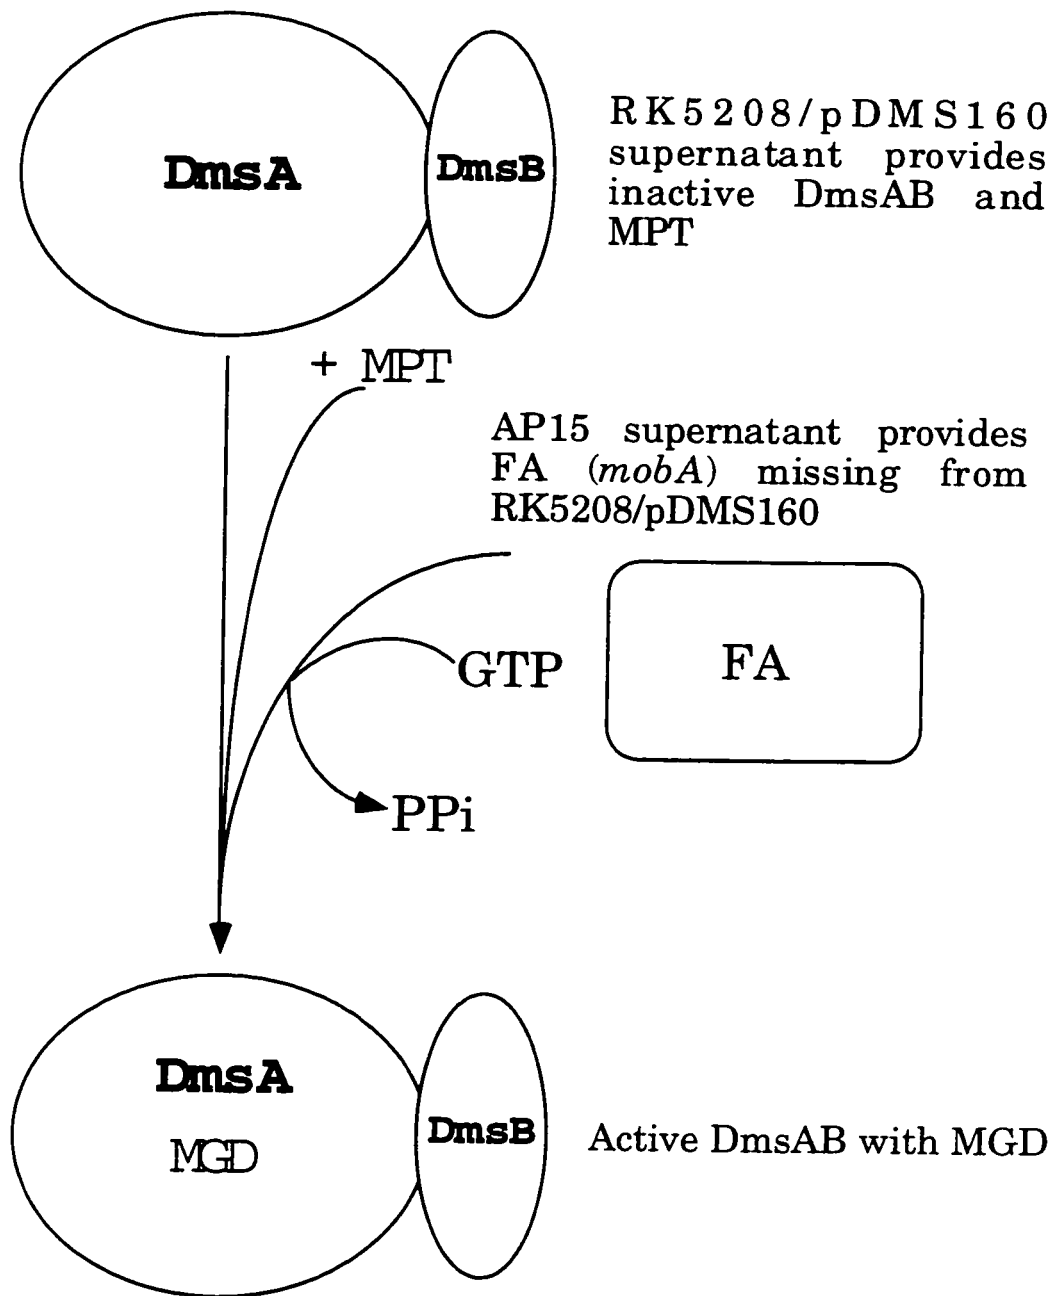 DmsA
DmsB
RK5208/pDMS160
supernatant provides
inactive DmsAB and
MPT
+ MPT
AP15 supernatant provides
FA (mobA) missing from
RK5208/pDMS160
GTP
FA
PPi
DmsA
MGD
DmsB
Active DmsAB with MGD